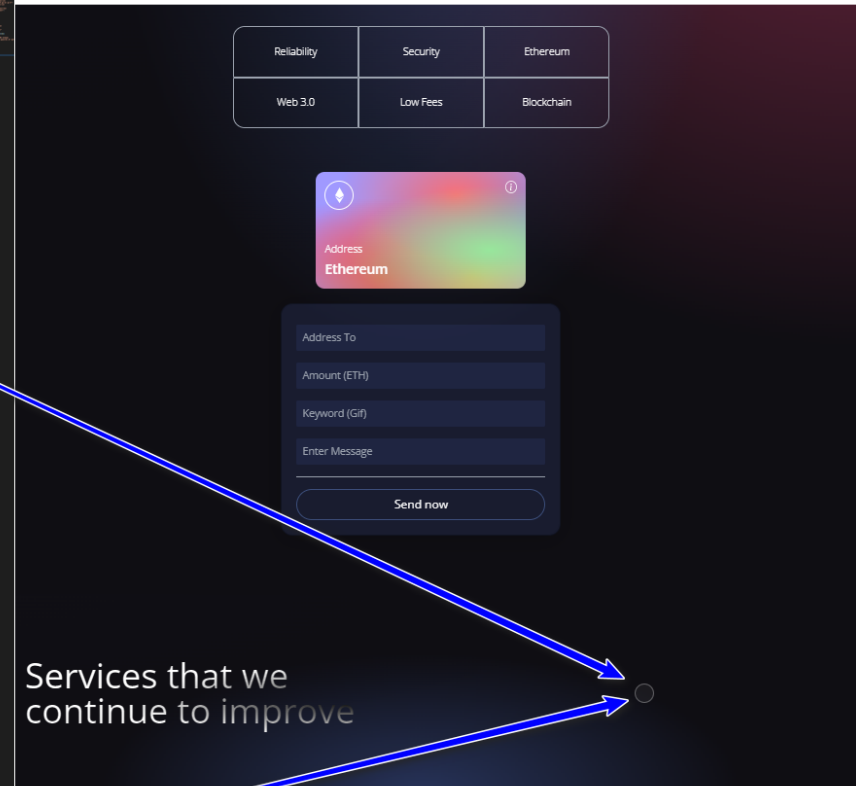 Reliability
Security
Ethereum
Web 3.0
Low Fees
Blockchain
Address
Ethereum
Address To
Amount (ETH)
Keyword (Gif)
Enter Message
Send now
Services that we
continue to improve